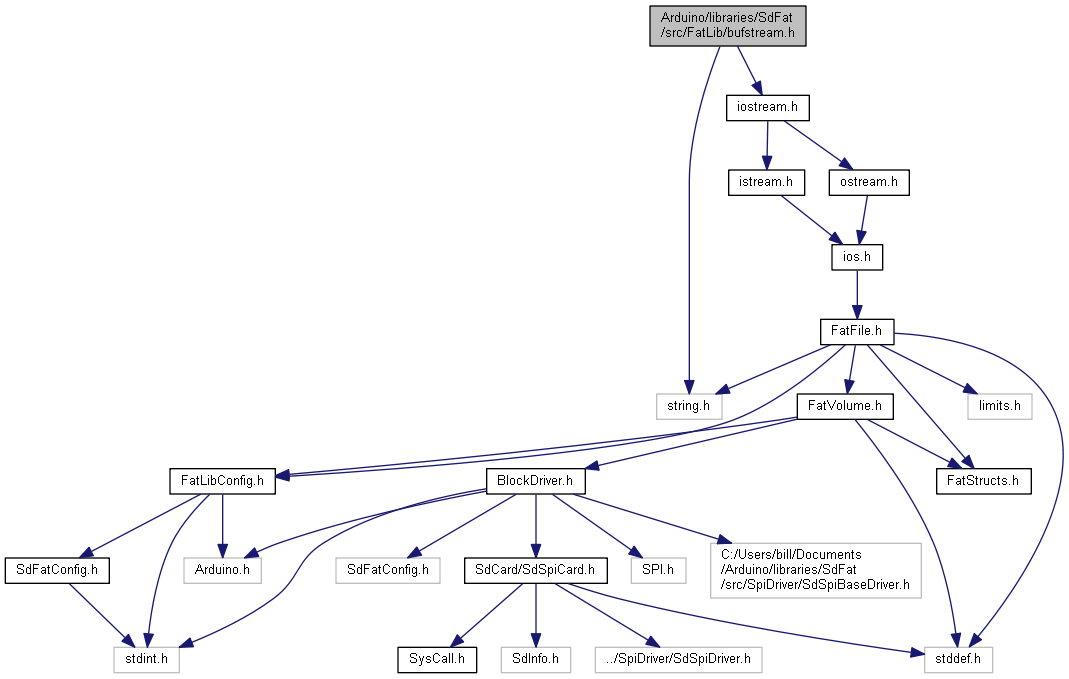 Arduino/libraries/SdFat
/src/FatLib/bufstream.h
iostream.h
istream.h
ostream.h
ios.h
FatFile.h
string.h
FatVolume.h
limits.h
FatLibConfig.h
BlockDriver.h
FatStructs.h
SdFatConfig.h
Arduino.h
SdFatConfig.h
SdCard/SdSpiCard.h
SPI.h
C:/Users/bill/Documents
/Arduino/libraries/SdFat
/src/SpiDriver/SdSpiBaseDriver.h
stdint.h
SysCall.h
SdInfo.h
../SpiDriver/SdSpiDriver.h
stddef.h